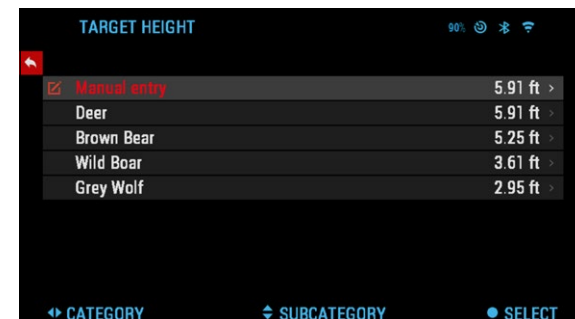 TARGET HEIGHT 90%
Manual entry 5.91 ft >
Deer 5.91 ft >
Brown Bear 5.25 ft >
Wild Boar 3.61 ft >
Grey Wolf 2.95 ft >
CATEGORY SUBCATEGORY SELECT